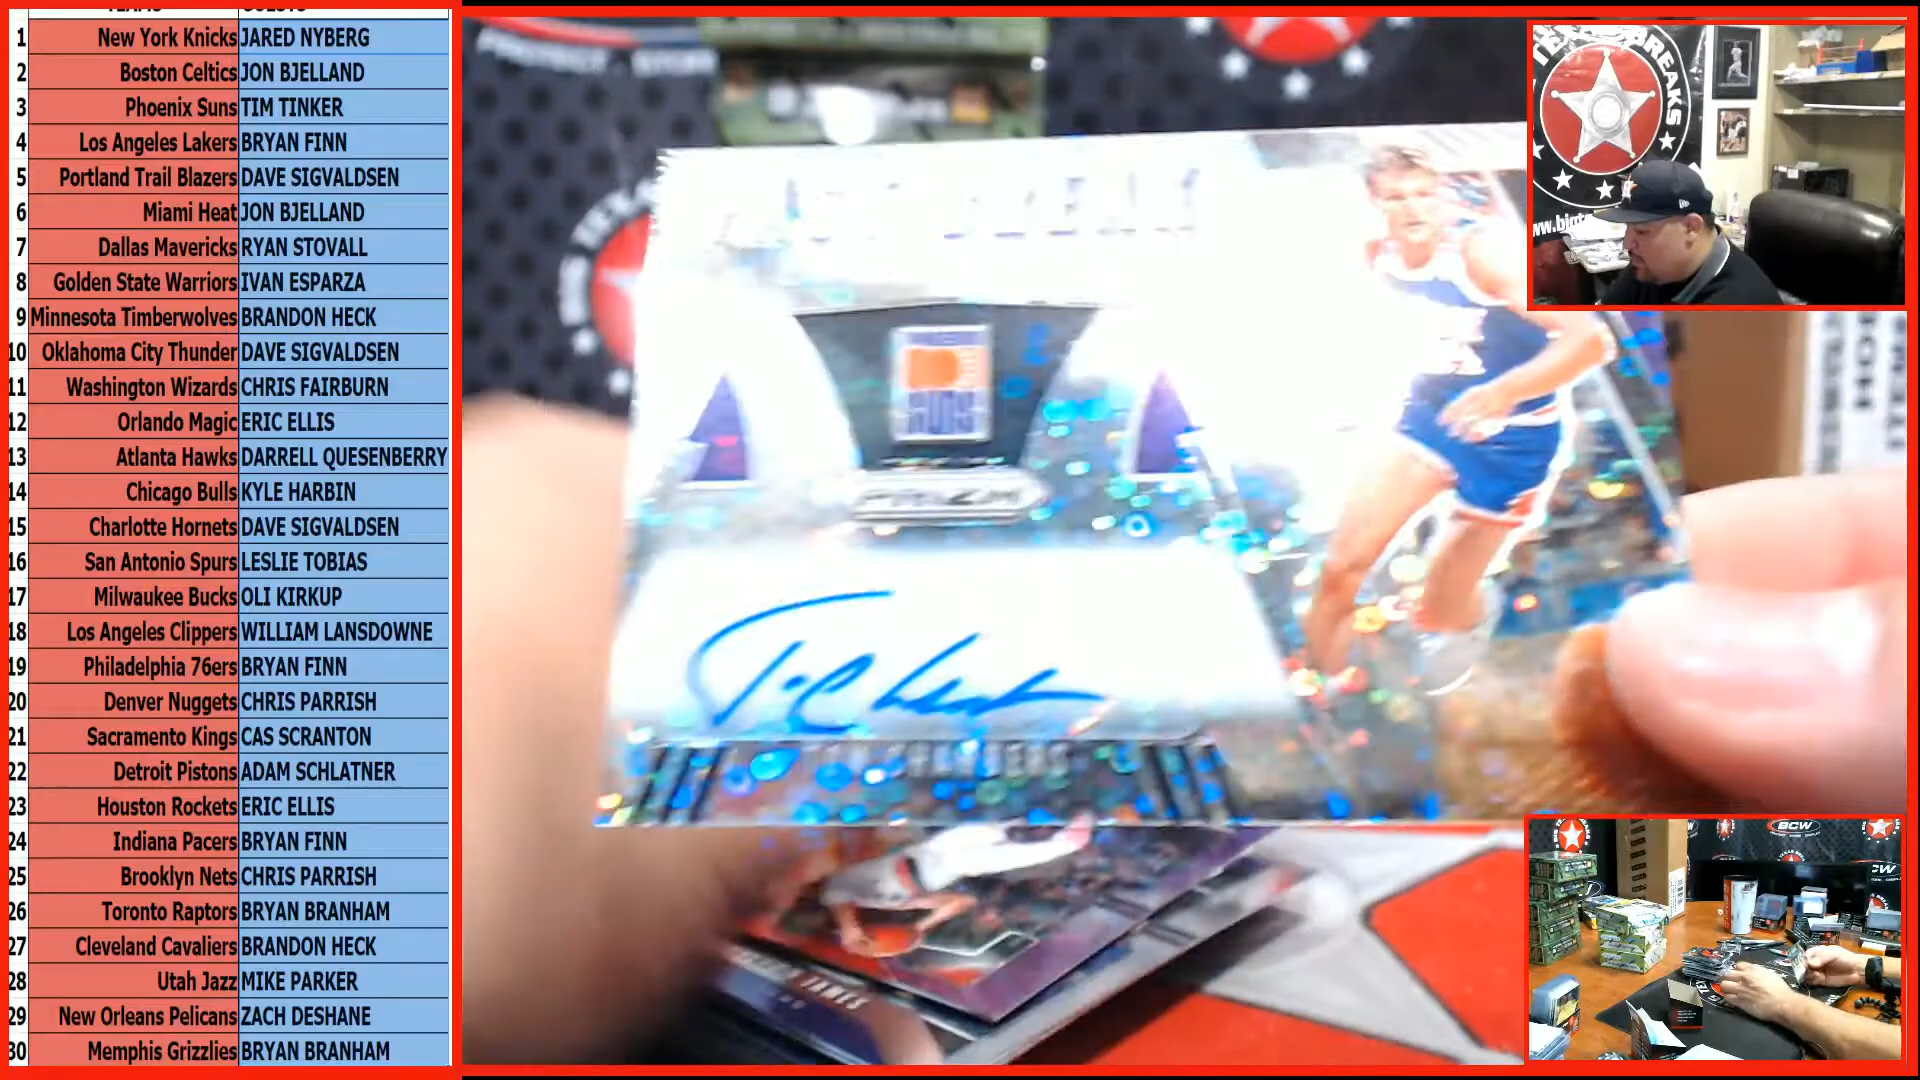 1 New York Knicks JARED NYBERG
2 Boston Celtics JON BJELLAND
3 Phoenix Suns TIM TINKER
4 Los Angeles Lakers BRYAN FINN
5 Portland Trail Blazers DAVE SIGVALDSEN
6 Miami Heat JON BJELLAND
7 Dallas Mavericks RYAN STOVALL
8 Golden State Warriors IVAN ESPARZA
9 Minnesota Timberwolves BRANDON HECK
10 Oklahoma City Thunder DAVE SIGVALDSEN
11 Washington Wizards CHRIS FAIRBURN
12 Orlando Magic ERIC ELLIS
13 Atlanta Hawks DARRELL QUESENBERRY
14 Chicago Bulls KYLE HARBIN
15 Charlotte Hornets DAVE SIGVALDSEN
16 San Antonio Spurs LESLIE TOBIAS
17 Milwaukee Bucks OLI KIRKUP
18 Los Angeles Clippers WILLIAM LANSDOWNE
19 Philadelphia 76ers BRYAN FINN
20 Denver Nuggets CHRIS PARRISH
21 Sacramento Kings CAS SCRANTON
22 Detroit Pistons ADAM SCHLATNER
23 Houston Rockets ERIC ELLIS
24 Indiana Pacers BRYAN FINN
25 Brooklyn Nets CHRIS PARRISH
26 Toronto Raptors BRYAN BRANHAM
27 Cleveland Cavaliers BRANDON HECK
28 Utah Jazz MIKE PARKER
29 New Orleans Pelicans ZACH DESHANE
30 Memphis Grizzlies BRYAN BRANHAM
SUNS
PRIZM
CHAMBERS
JAMES
TEXAS BREAKS
BCW